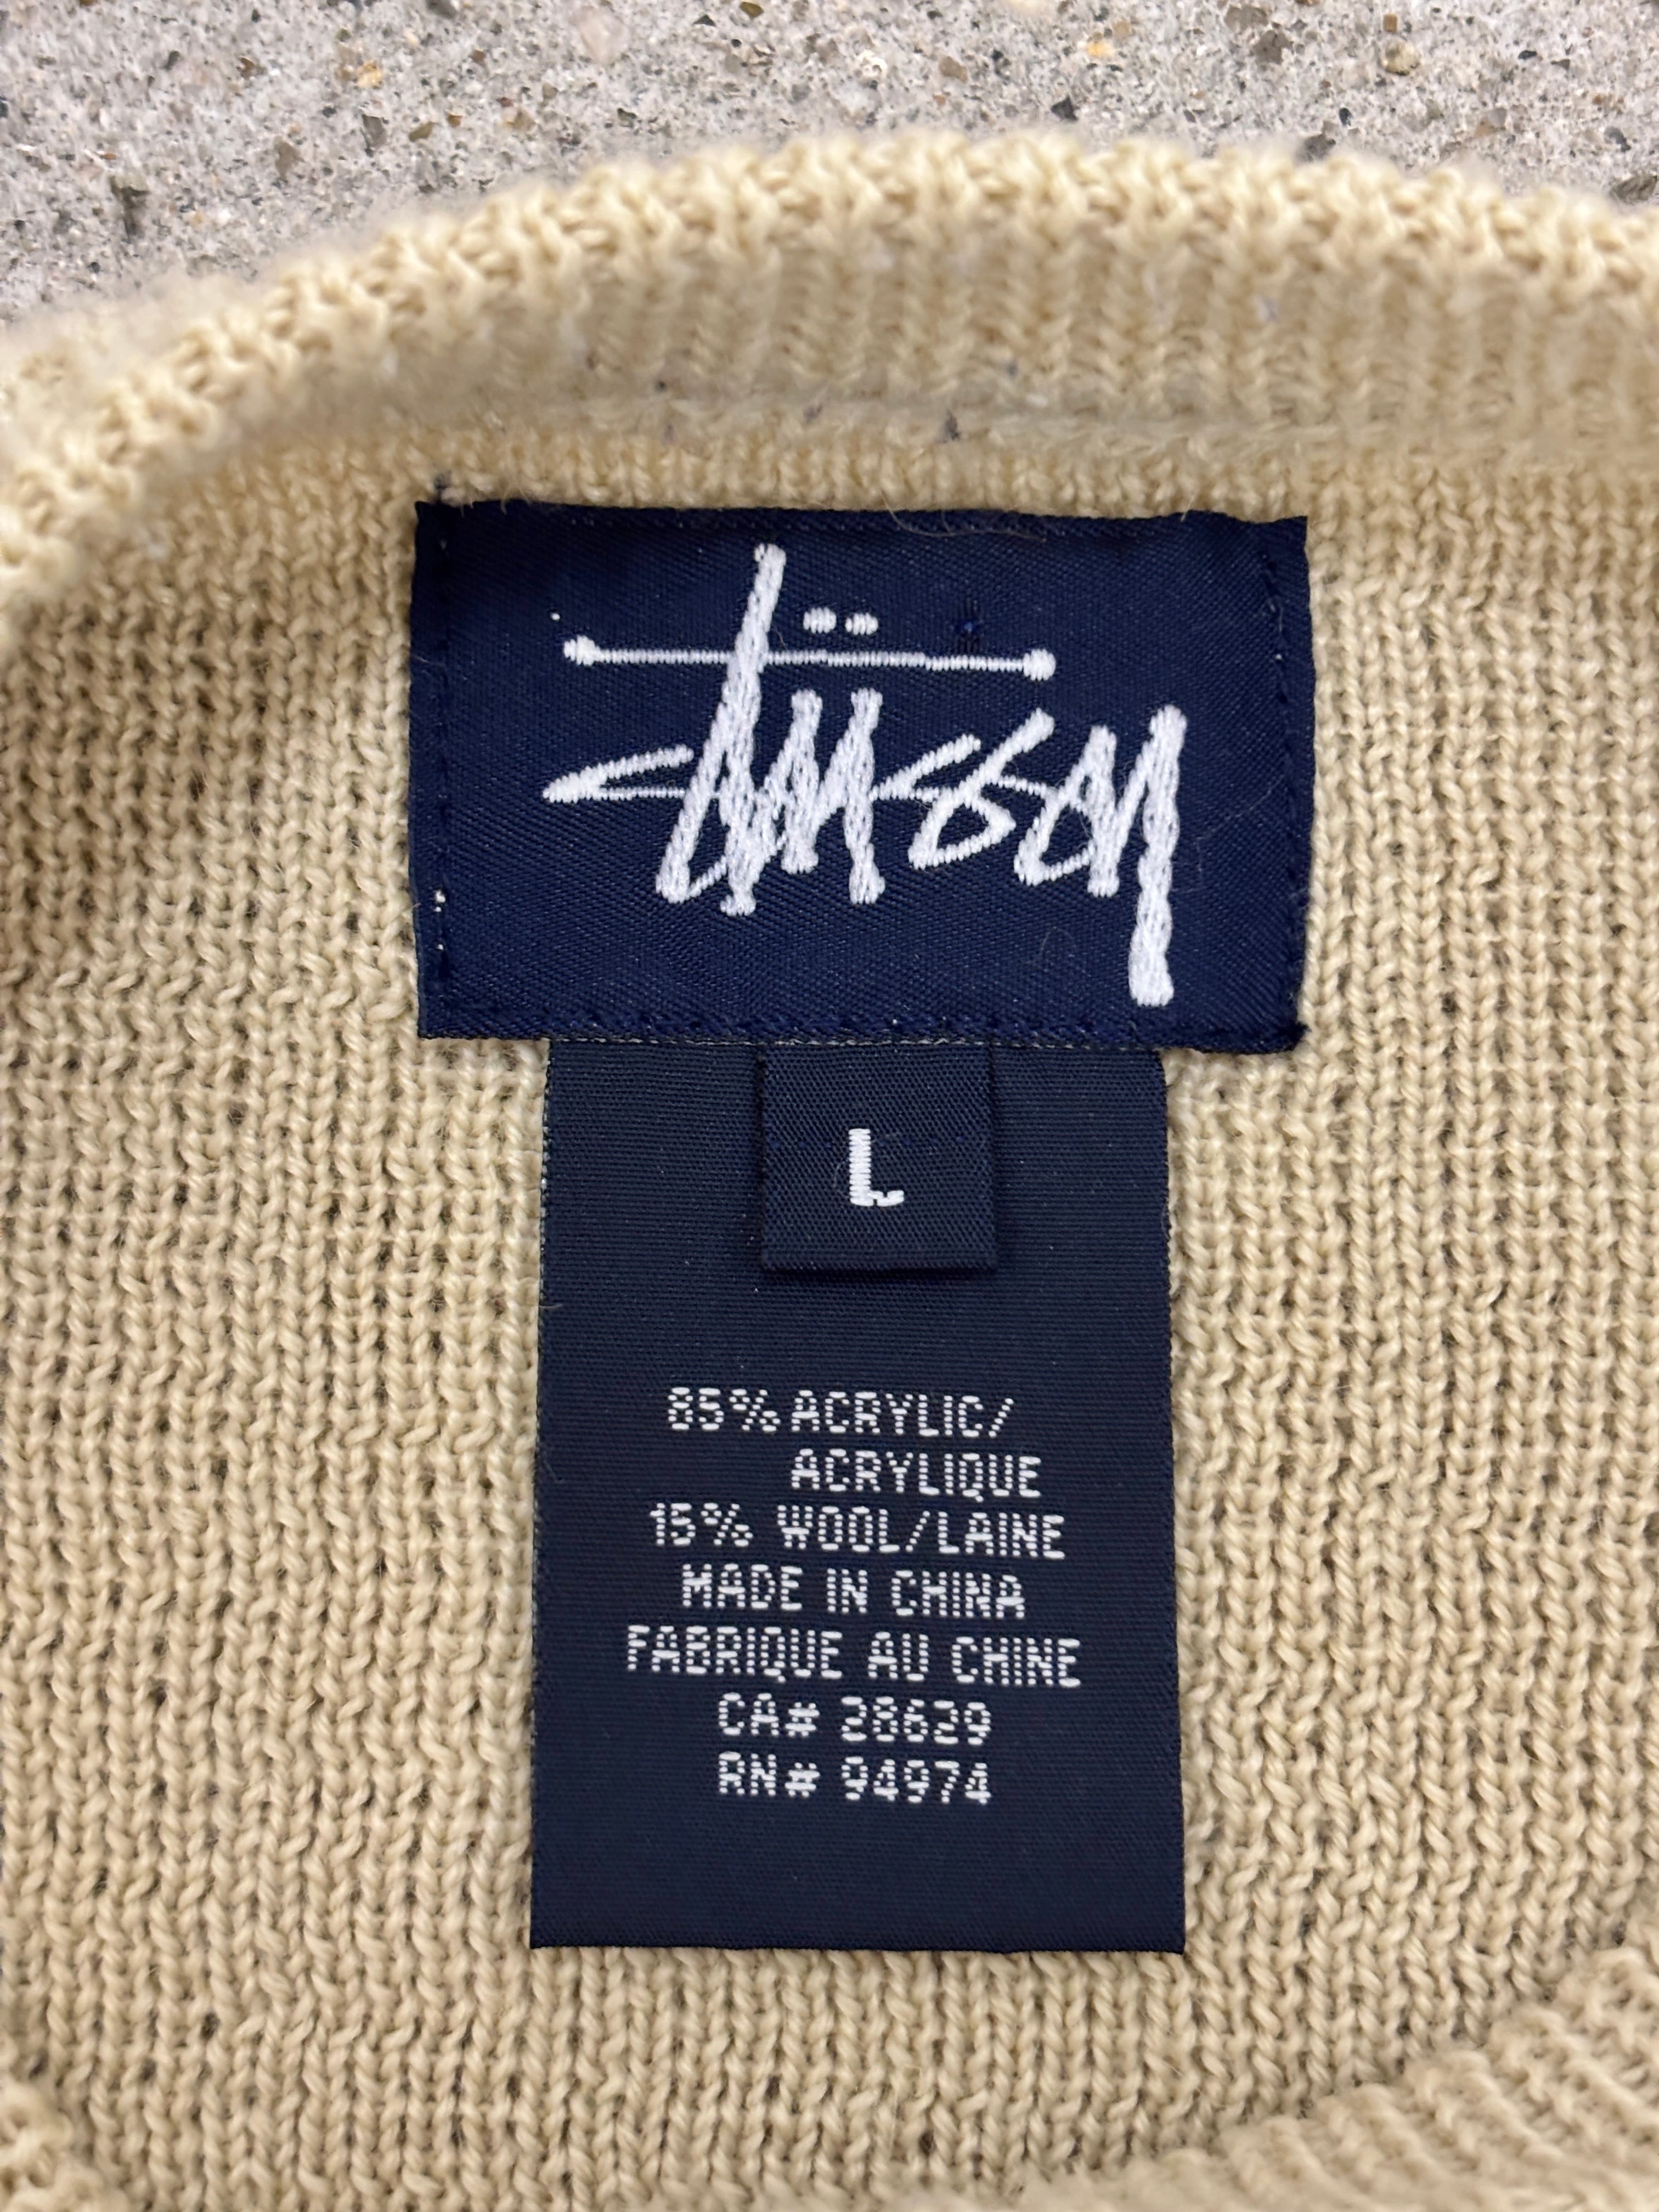 Stüssy
L
85% ACRYLIC/
ACRYLIQUE
15% WOOL/LAINE
MADE IN CHINA
FABRIQUE AU CHINE
CA# 28629
RN# 94974